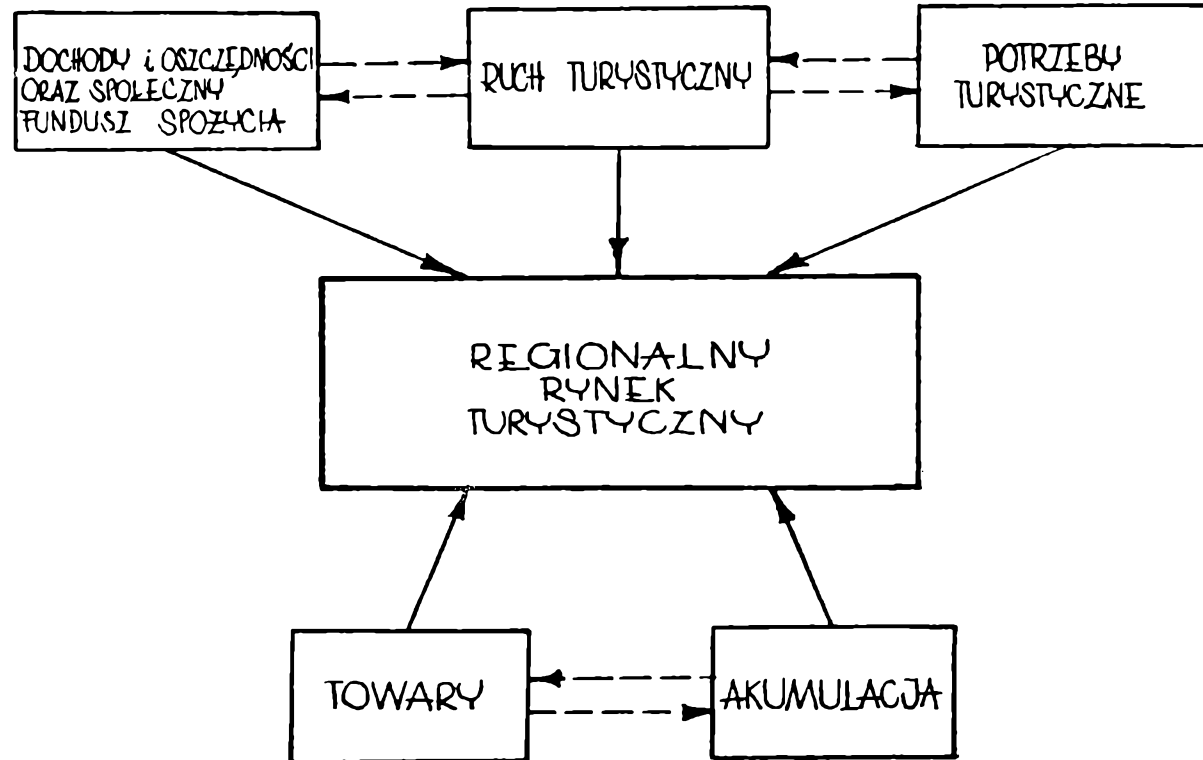 DOCHODY i OSZCZĘDNOŚCI
ORAZ SPOŁECZNY
FUNDUSZ SPOŻYCIA
RUCH TURYSTYCZNY
POTRZEBY
TURYSTYCZNE
REGIONALNY
RYNEK
TURYSTYCZNY
TOWARY
AKUMULACJA